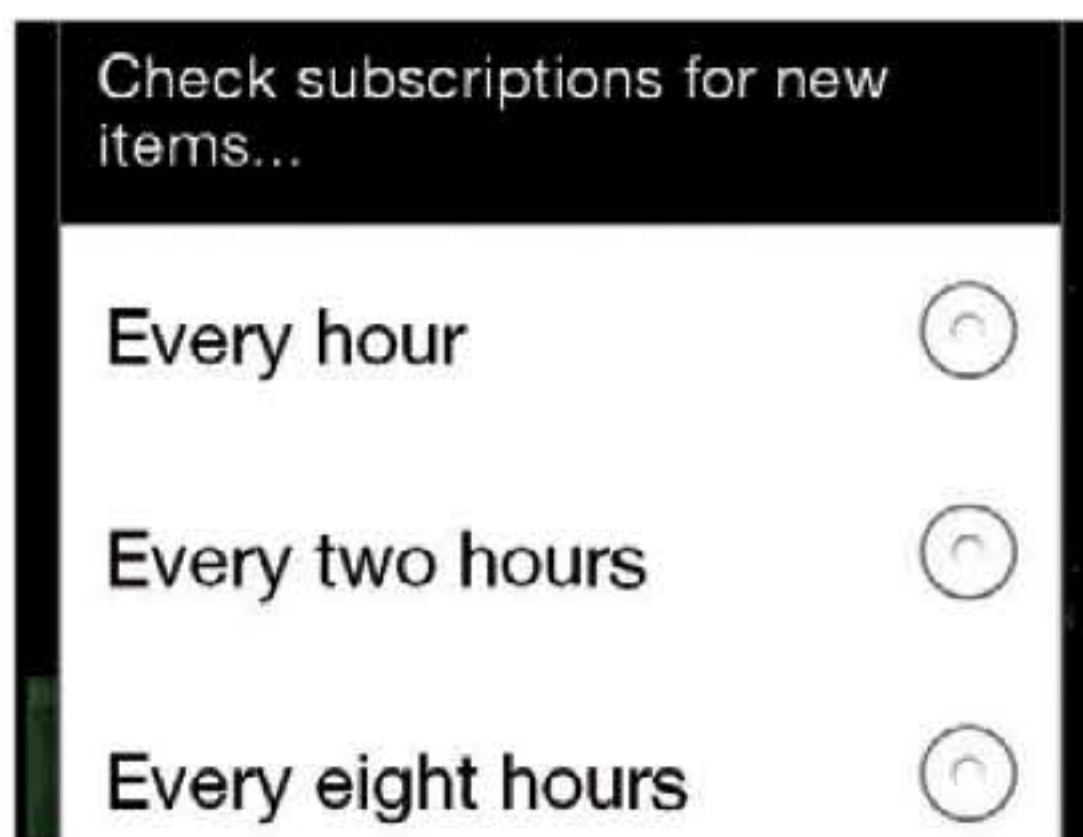 Check subscriptions for new
items...
Every hour
Every two hours
Every eight hours